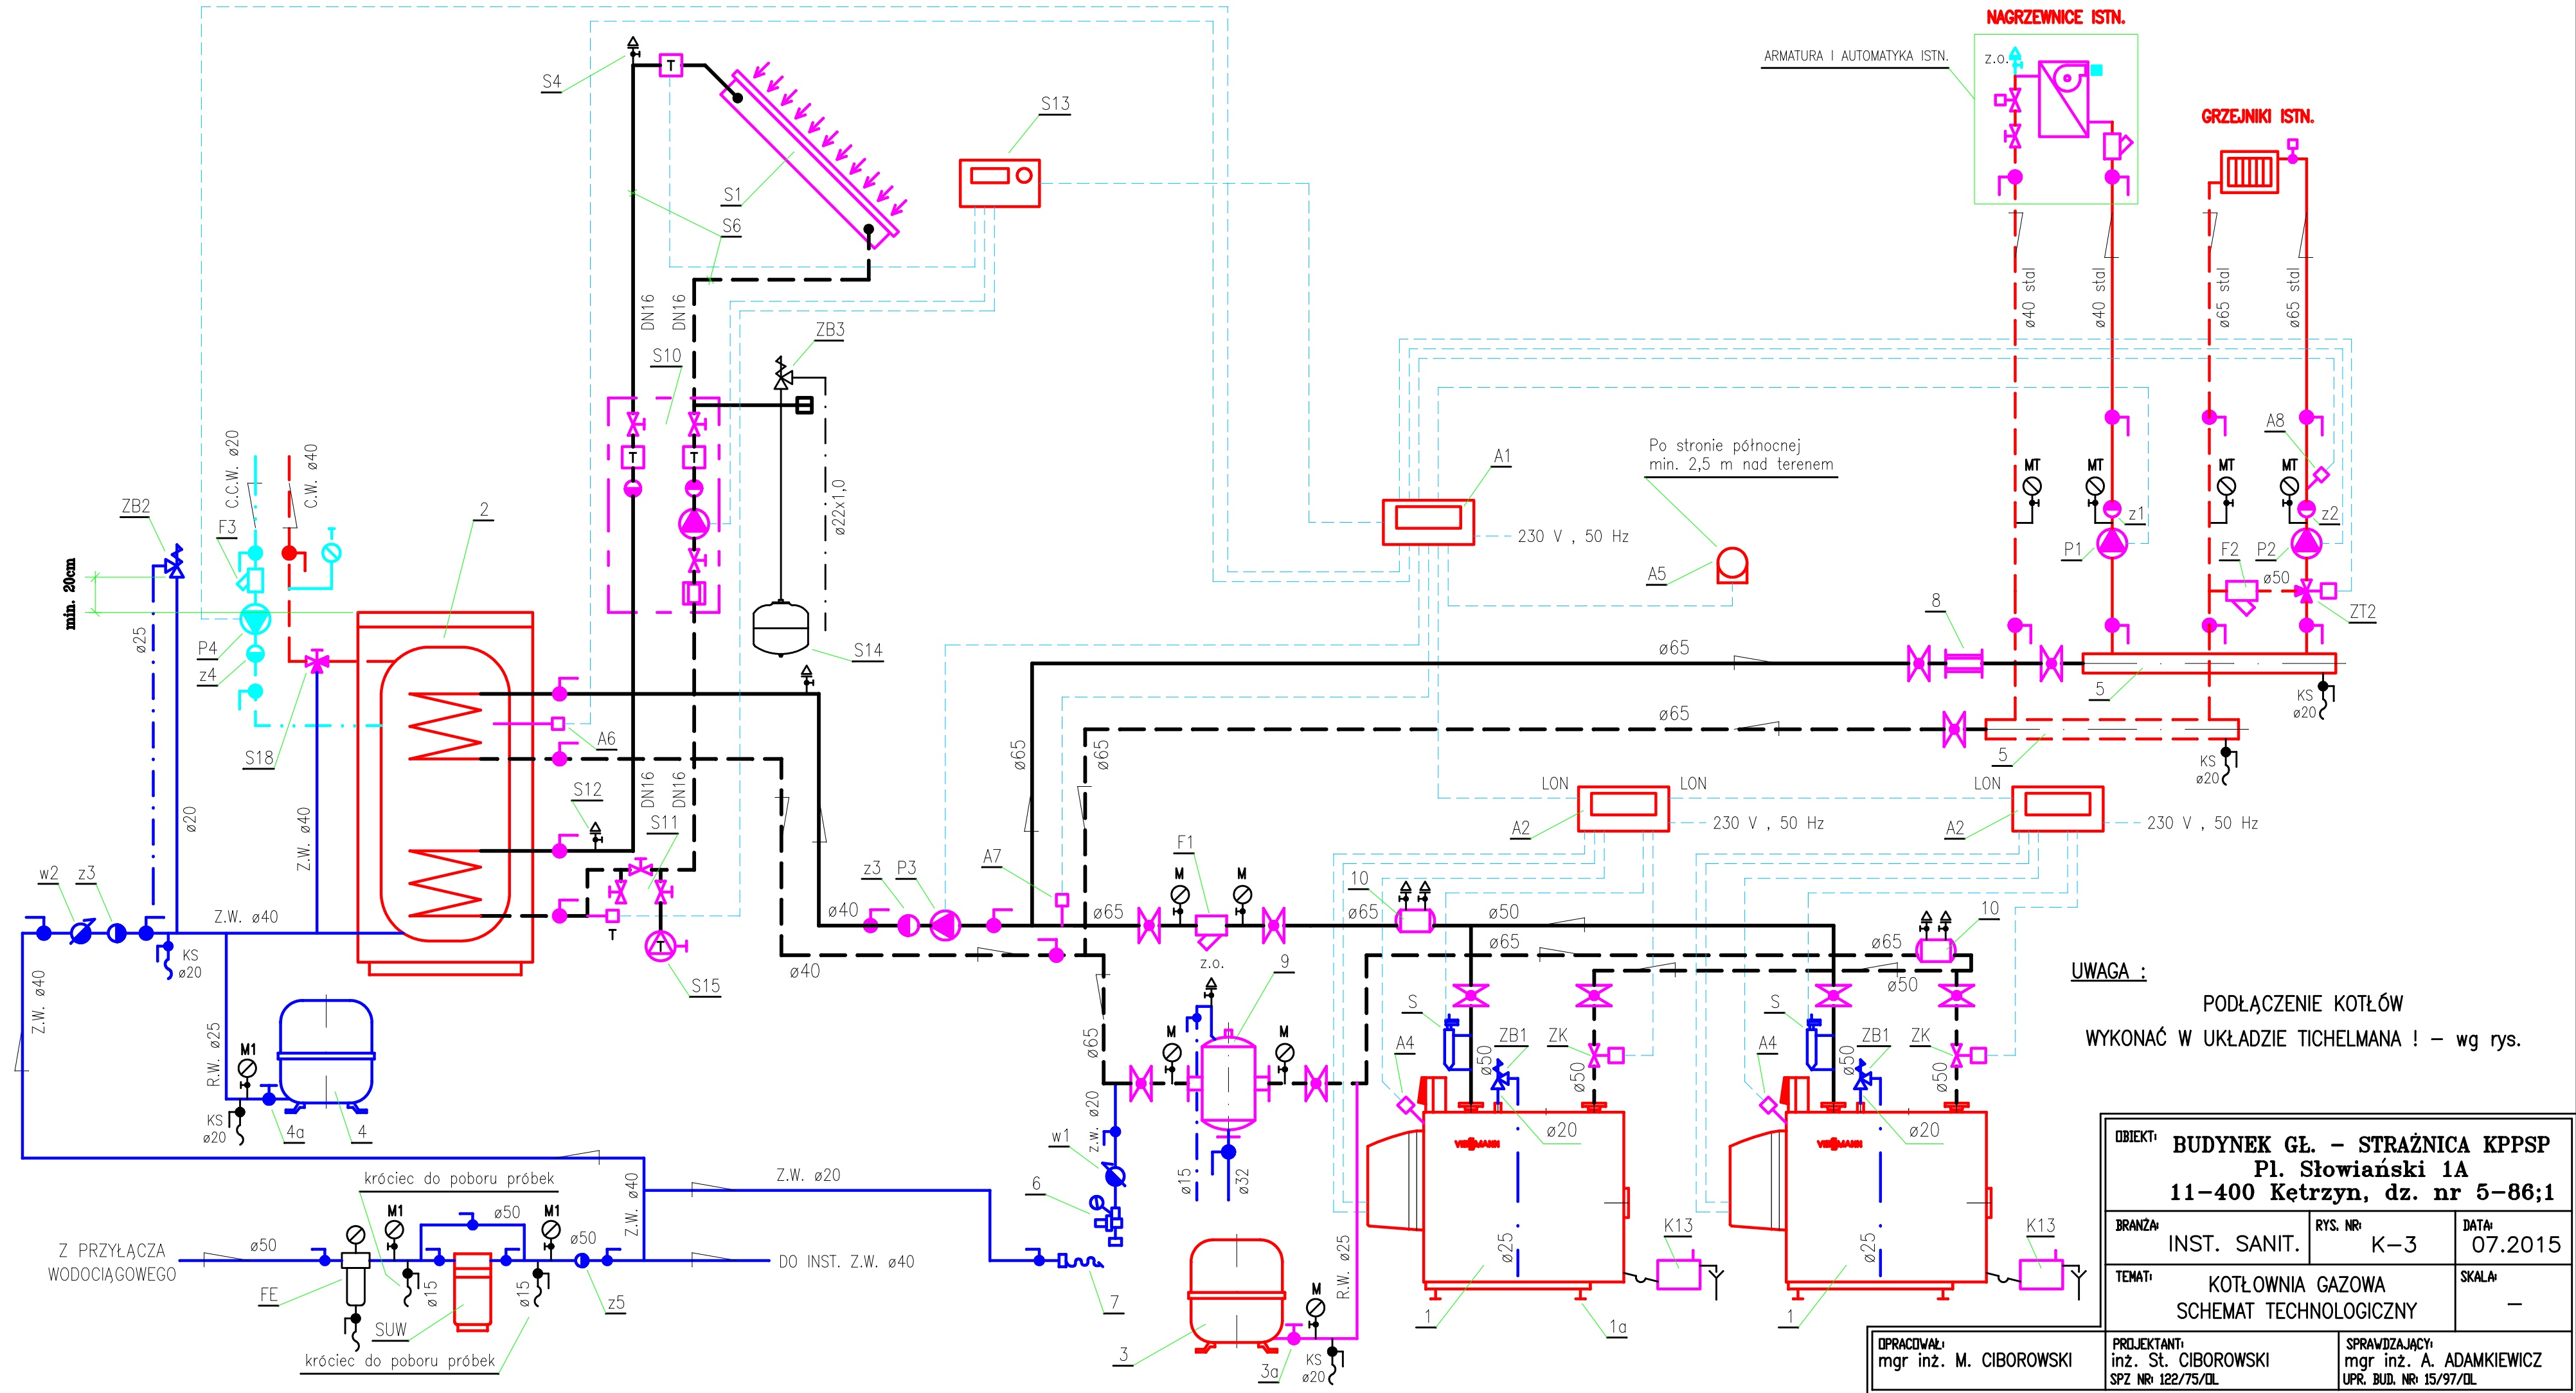 NAGRZEWNICE ISTN.
ARMATURA I AUTOMATYKA ISTN.
z.o.
GRZEJNIKI ISTN.
S4
T
S13
S1
S6
DN16
DN16
ZB3
S10
T
T
ø22x1,0
S14
ø40 stal
ø40 stal
ø65 stal
ø65 stal
A8
MT
MT
MT
MT
z1
z2
P1
F2
P2
ø50
ZT2
Po stronie północnej
min. 2,5 m nad terenem
A1
230 V , 50 Hz
A5
8
C.C.W. ø20
C.W. ø40
ZB2
F3
2
min. 20cm
ø25
P4
z4
S18
ø20
Z.W. ø40
A6
S12
DN16
DN16
S11
T
T
S15
ø65
5
KS
ø20
ø65
5
KS
ø20
ø65
ø65
LON
LON
LON
A2
230 V , 50 Hz
A2
230 V , 50 Hz
w2
z3
Z.W. ø40
KS
ø20
Z.W. ø40
R.W. ø25
M1
KS
ø20
4a
4
z3
P3
A7
ø40
ø40
ø65
F1
M
M
10
ø65
ø50
ø65
10
ø65
ø50
z.o.
9
ø65
M
M
z.w. ø20
w1
6
ø15
ø32
7
S
A4
ø50
ZB1
ZK
ø50
ø20
VIESSMANN
ø25
K13
1
1a
S
A4
ø50
ZB1
ZK
ø50
ø20
VIESSMANN
ø25
K13
1
UWAGA :
PODŁĄCZENIE KOTŁÓW
WYKONAĆ W UKŁADZIE TICHELMANA ! – wg rys.
króciec do poboru próbek
Z.W. ø20
Z.W. ø40
M1
ø50
M1
Z PRZYŁĄCZA
WODOCIĄGOWEGO
ø50
ø50
DO INST. Z.W. ø40
FE
ø15
ø15
SUW
z5
króciec do poboru próbek
3
3a
M
R.W. ø25
KS
ø20
OBIEKT:
BUDYNEK GŁ. – STRAŻNICA KPPSP
Pl. Słowiański 1A
11–400 Kętrzyn, dz. nr 5–86;1
BRANŻA:
INST. SANIT.
RYS. NR:
K–3
DATA:
07.2015
TEMAT:
KOTŁOWNIA GAZOWA
SCHEMAT TECHNOLOGICZNY
SKALA:
–
OPRACOWAŁ:
mgr inż. M. CIBOROWSKI
PROJEKTANT:
inż. St. CIBOROWSKI
SPZ NR: 122/75/OL
SPRAWDZAJĄCY:
mgr inż. A. ADAMKIEWICZ
UPR. BUD. NR: 15/97/OL